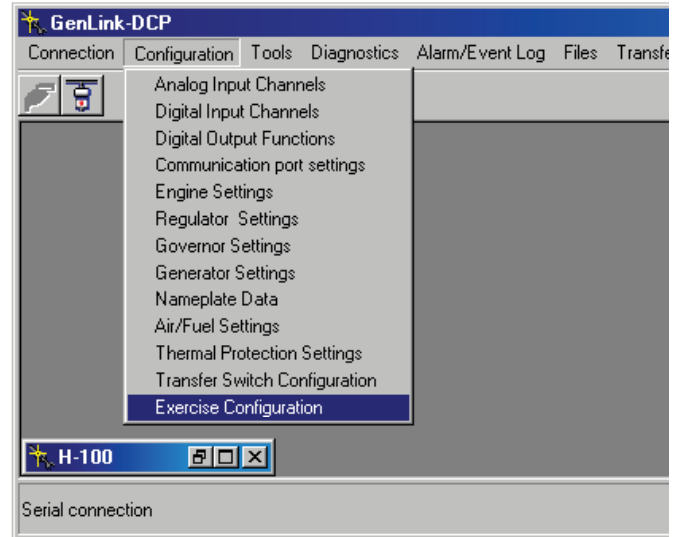 GenLink-DCP
Connection Configuration Tools Diagnostics Alarm/Event Log Files Transfe
Analog Input Channels
Digital Input Channels
Digital Output Functions
Communication port settings
Engine Settings
Regulator Settings
Governor Settings
Generator Settings
Nameplate Data
Air/Fuel Settings
Thermal Protection Settings
Transfer Switch Configuration
Exercise Configuration
H-100
Serial connection